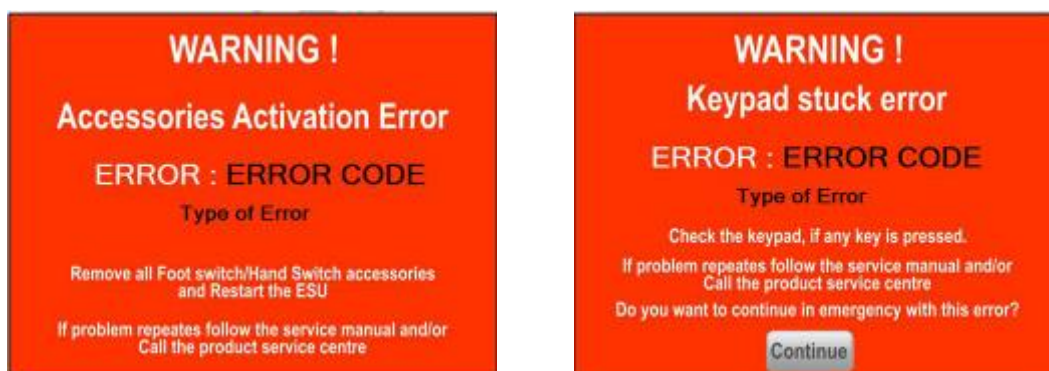 WARNING !
Accessories Activation Error
ERROR : ERROR CODE
Type of Error
Remove all Foot switch/Hand Switch accessories
and Restart the ESU
If problem repeates follow the service manual and/or
Call the product service centre
WARNING !
Keypad stuck error
ERROR : ERROR CODE
Type of Error
Check the keypad, if any key is pressed.
If problem repeates follow the service manual and/or
Call the product service centre
Do you want to continue in emergency with this error?
Continue